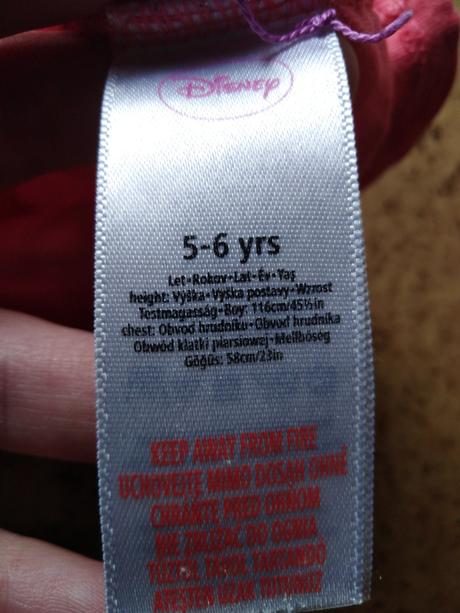 Disney
5-6 yrs
Let•Rokov•Lat•Év•Yaş
height: Výška•Výška postavy•Wzrost
Testmagasság•Boy: 116cm/45½in
chest: Obvod hrudníku•Obvod hrudníka
Obwód klatki piersiowej•Mellbőség
Göğüs: 58cm/23in
KEEP AWAY FROM FIRE
UCHOVEJTE MIMO DOSAH OHNĚ
CHRÁŇTE PRED OHŇOM
NIE ZBLIŻAĆ DO OGNIA
TŰZTŐL TÁVOL TARTANDÓ
ATEŞTEN UZAK TUTUNUZ